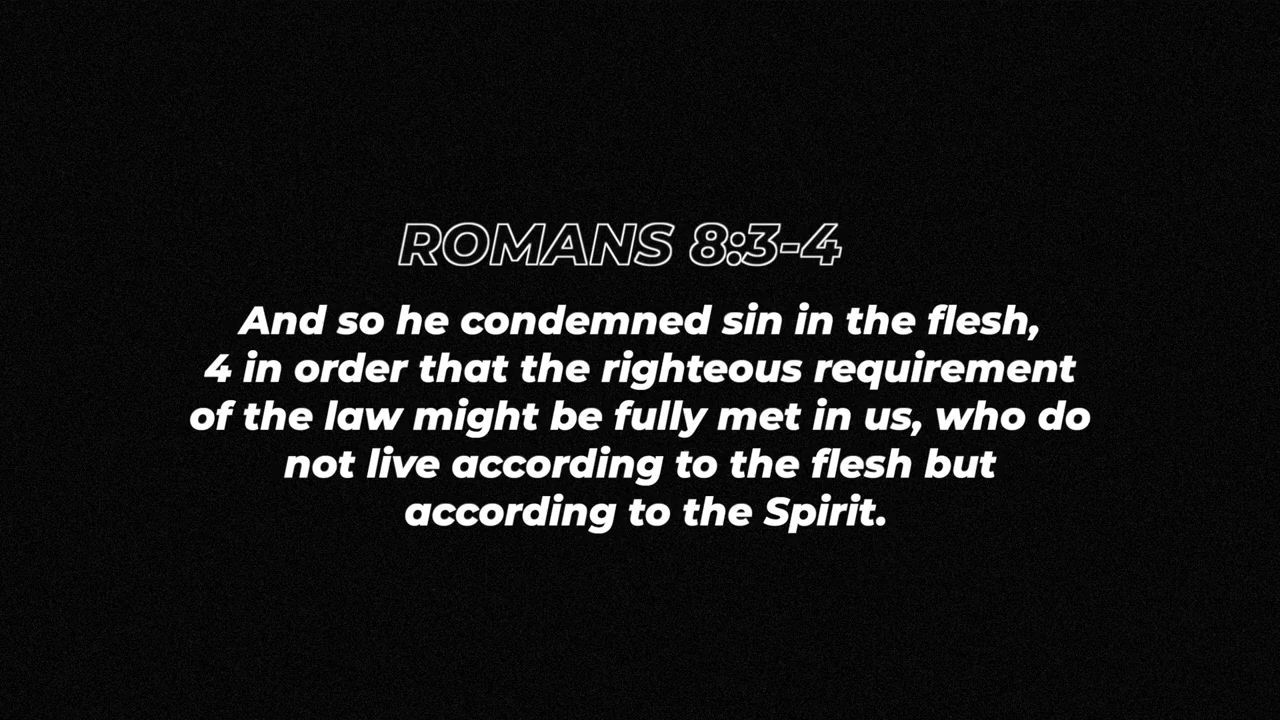 ROMANS 8:3-4
And so he condemned sin in the flesh,
4 in order that the righteous requirement
of the law might be fully met in us, who do
not live according to the flesh but
according to the Spirit.